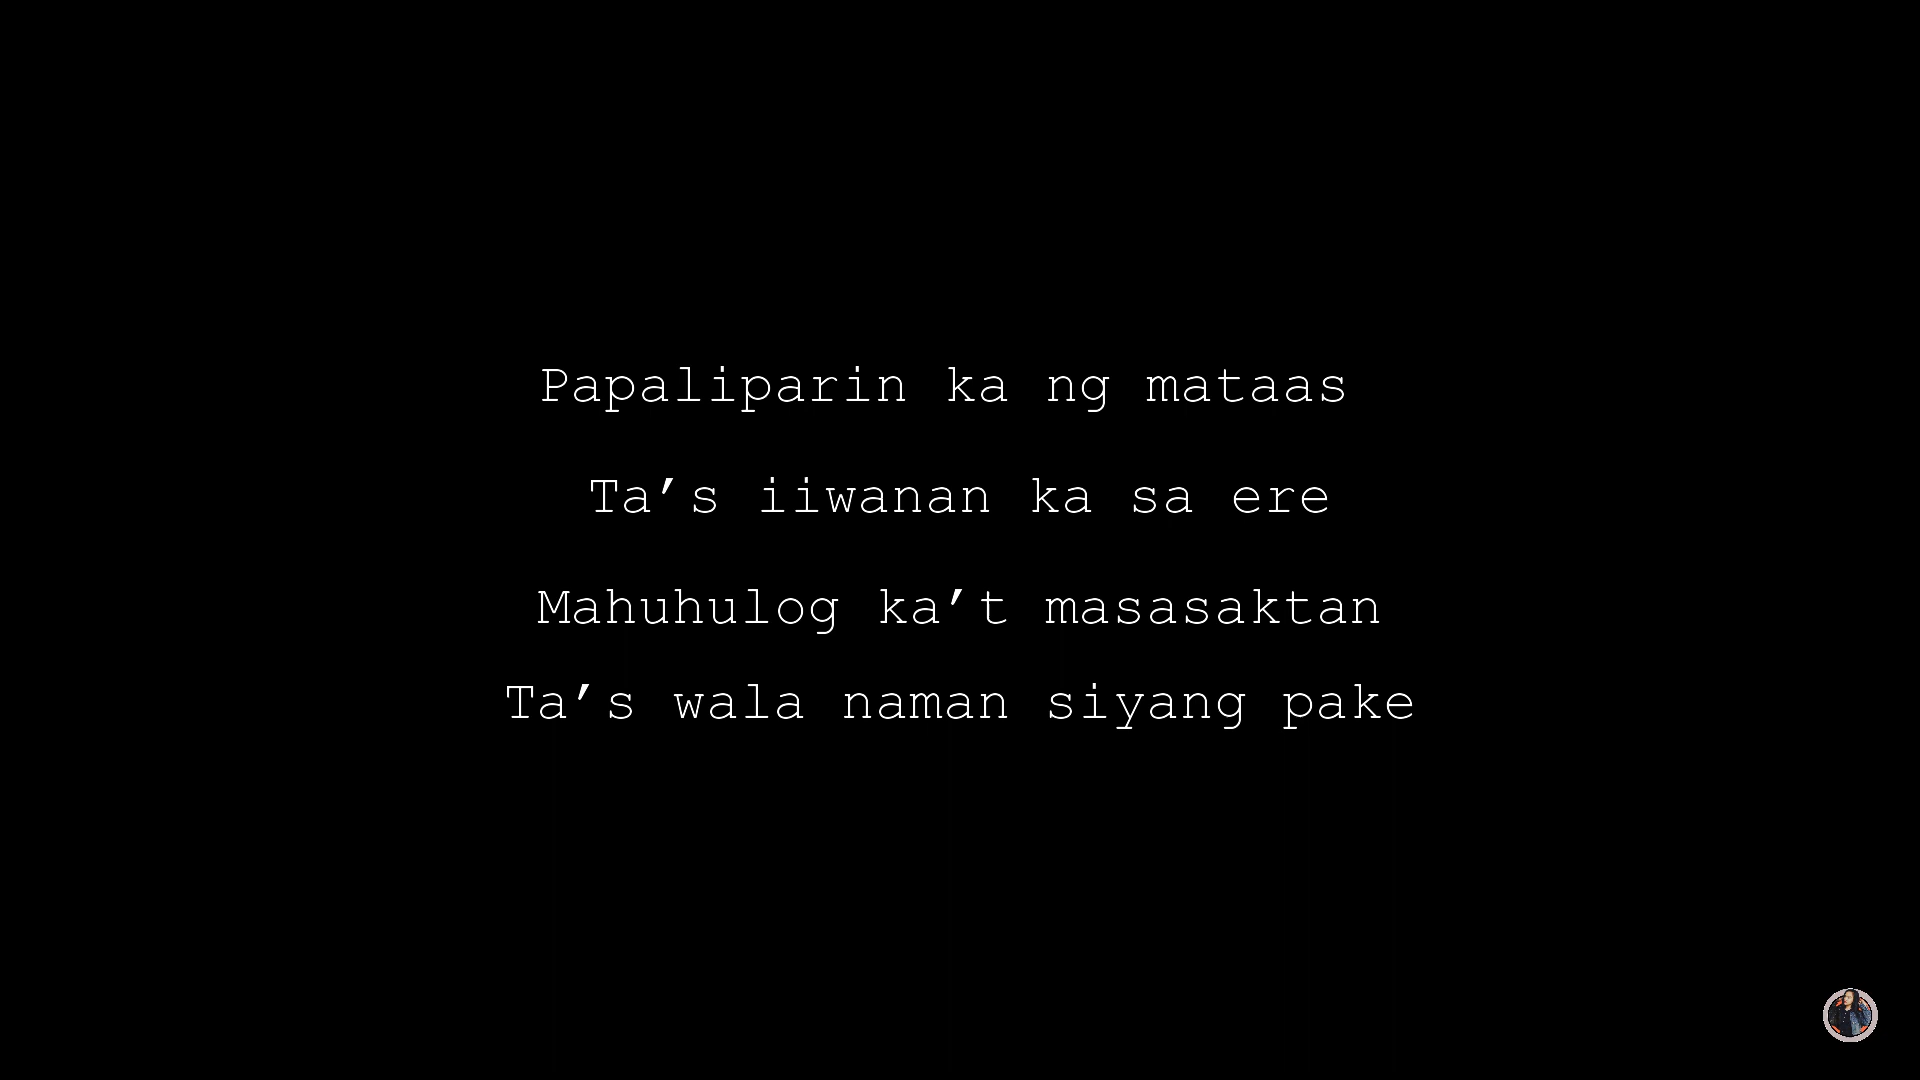 Papaliparin ka ng mataas
Ta’s iiwanan ka sa ere
Mahuhulog ka’t masasaktan
Ta’s wala naman siyang pake